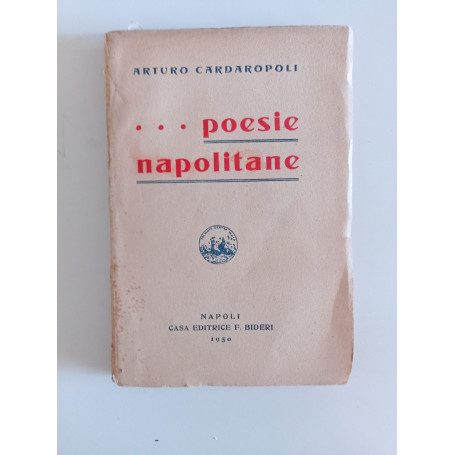 ARTURO CARDAROPOLI
... poesie
napolitane
NAPOLI
CASA EDITRICE F. BIDERI
1930